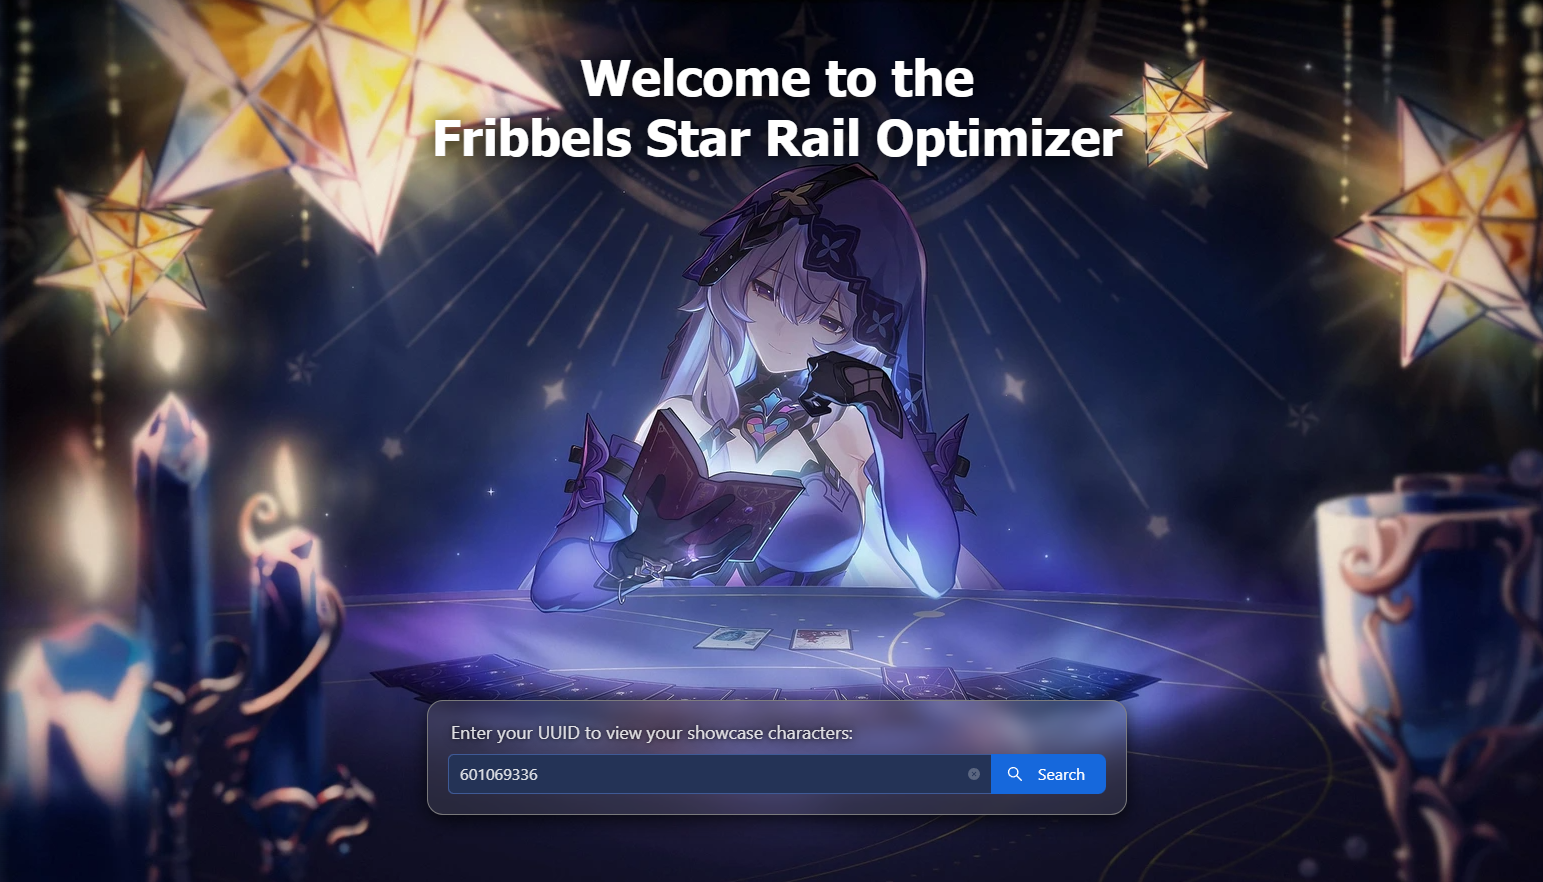 Welcome to the
Fribbels Star Rail Optimizer
Enter your UUID to view your showcase characters:
601069336
Search